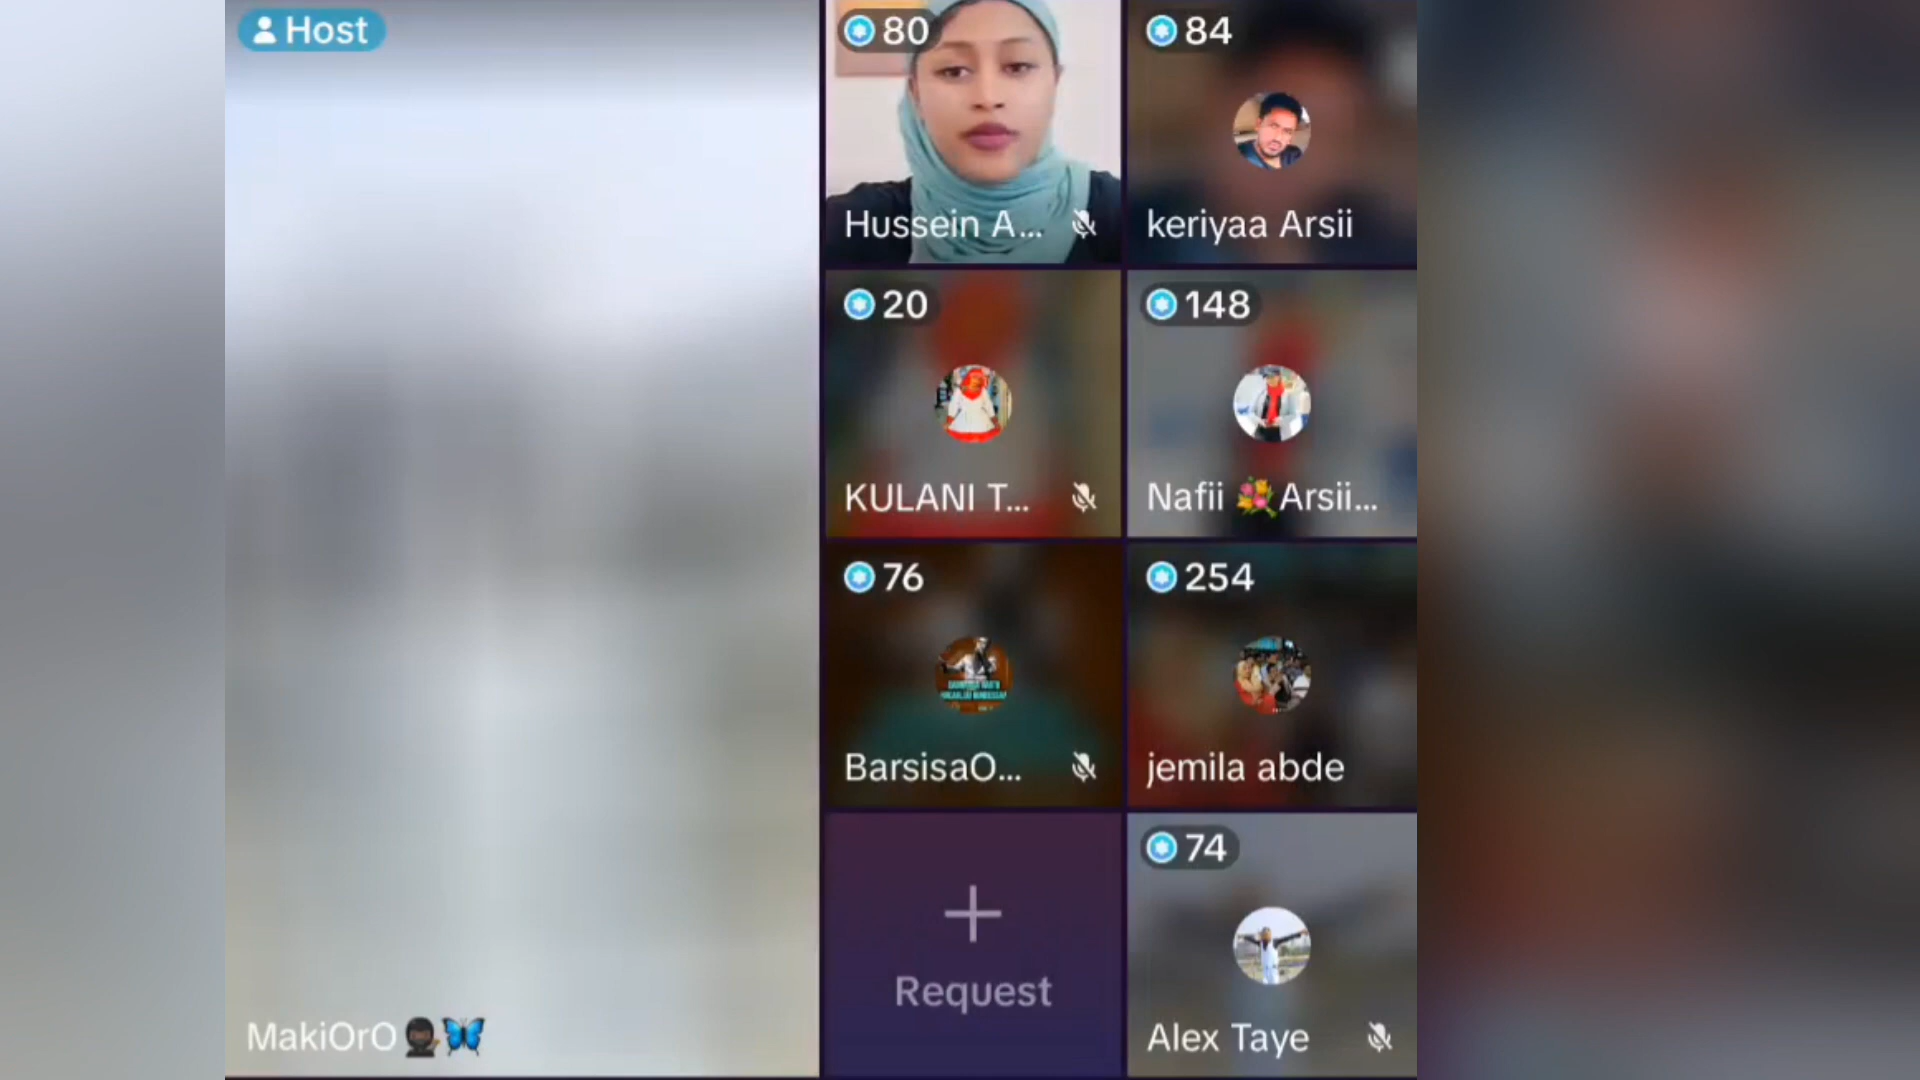 Host
80
84
Hussein A...
keriyaa Arsii
20
148
KULANI T...
Nafii 💐Arsii...
76
254
BarsisaO...
jemila abde
74
Request
MakiOrO🥷🏿🦋
Alex Taye